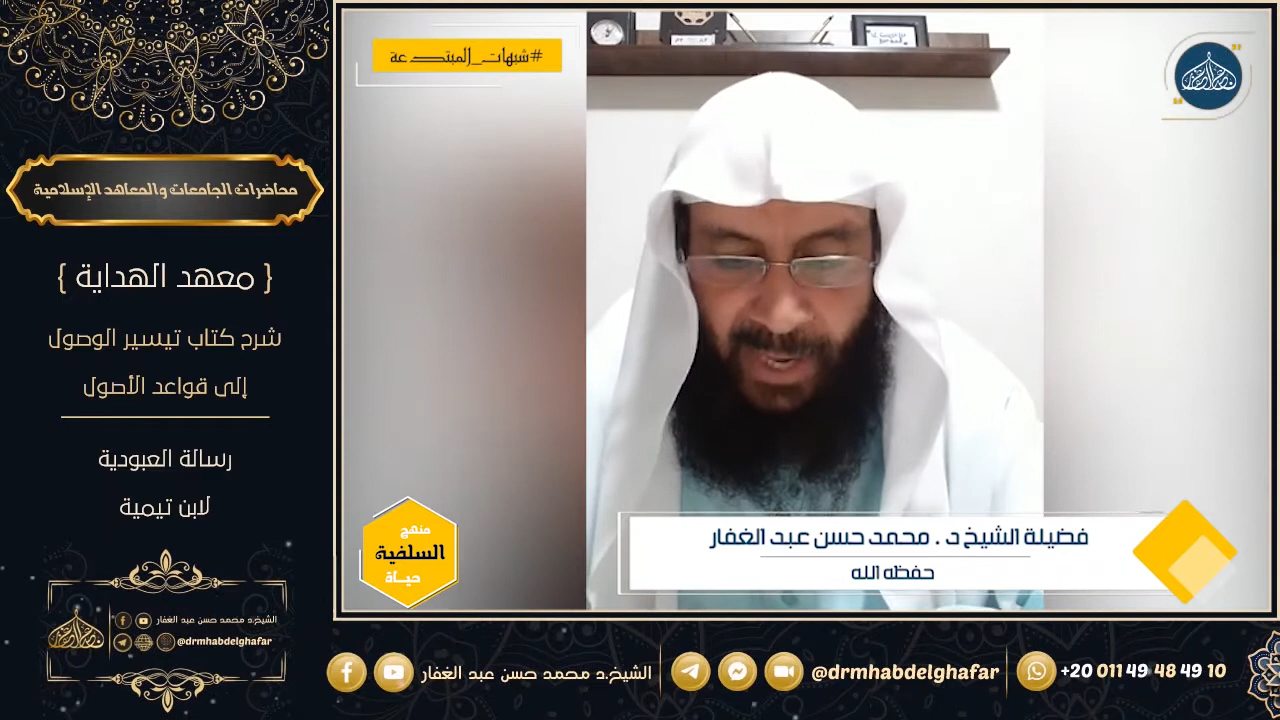 #شبهات_المبتدعة
محاضرات الجامعات والمعاهد الإسلامية
{ معهد الهداية }
شرح كتاب تيسير الوصول
إلى قواعد الأصول
رسالة العبودية
لابن تيمية
منهج
السلفية
حياة
فضيلة الشيخ د . محمد حسن عبد الغفار
حفظه الله
الشيخ.د محمد حسن عبد الغفار
@drmhabdelghafar
الشيخ.د محمد حسن عبد الغفار
@drmhabdelghafar
+20 011 49 48 49 10